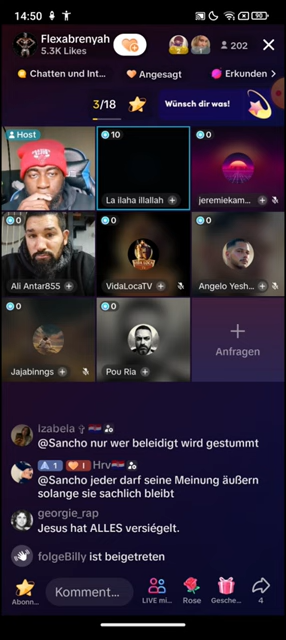 14:50
90
Flexabrenyah
5.3K Likes
202
Chatten und Int...
Angesagt
Erkunden
3/18
Wünsch dir was!
Host
10
0
La ilaha illallah
jeremiekam...
0
0
0
Ali Antar855
VidaLocaTV
Angelo Yesh...
0
0
Jajabinngs
Pou Ria
Anfragen
Izabela ✞🇭🇷
@Sancho nur wer beleidigt wird gestummt
1 I Hrv🇭🇷
@Sancho jeder darf seine Meinung äußern
solange sie sachlich bleibt
georgie_rap
Jesus hat ALLES versiégelt.
folgeBilly ist beigetreten
Abonn...
Komment...
LIVE mi...
Rose
Gesche...
4